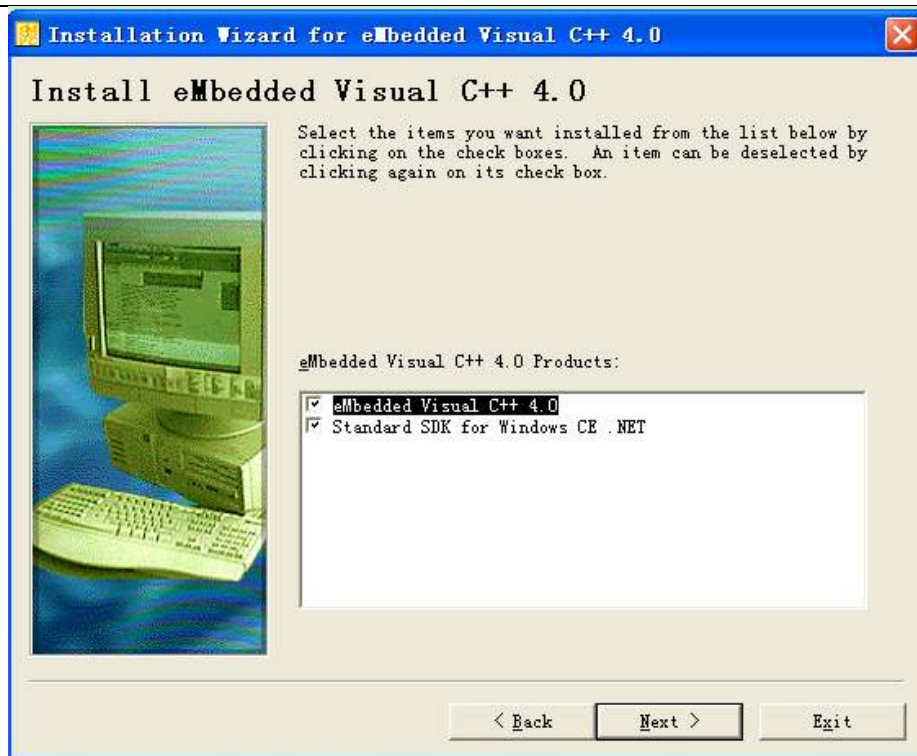 Installation Wizard for eMbedded Visual C++ 4.0
Install eMbedded Visual C++ 4.0
Select the items you want installed from the list below by
clicking on the check boxes.  An item can be deselected by
clicking again on its check box.
eMbedded Visual C++ 4.0 Products:
eMbedded Visual C++ 4.0
Standard SDK for Windows CE .NET
< Back
Next >
Exit